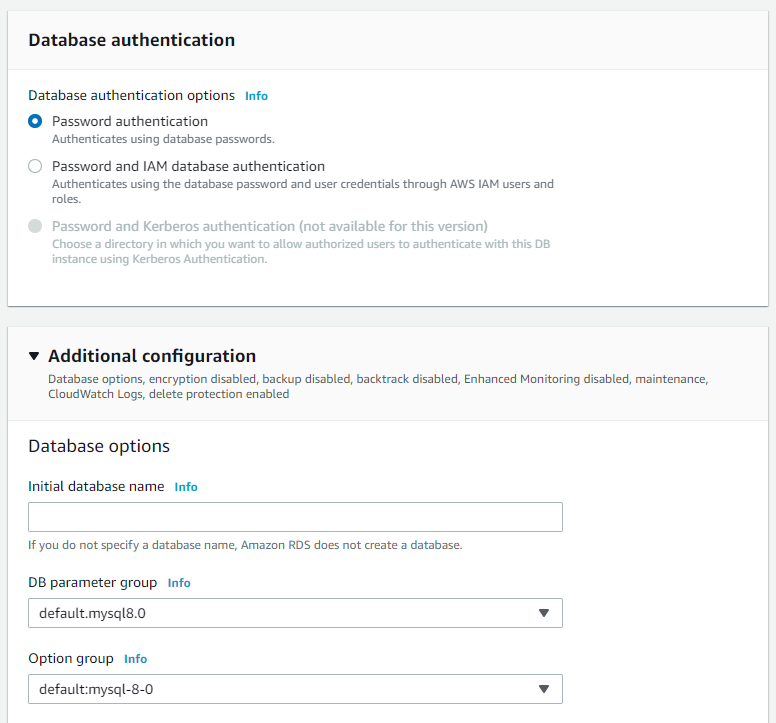 Database authentication
Database authentication options Info
Password authentication
Authenticates using database passwords.
Password and IAM database authentication
Authenticates using the database password and user credentials through AWS IAM users and
roles.
Password and Kerberos authentication (not available for this version)
Choose a directory in which you want to allow authorized users to authenticate with this DB
instance using Kerberos Authentication.
Additional configuration
Database options, encryption disabled, backup disabled, backtrack disabled, Enhanced Monitoring disabled, maintenance,
CloudWatch Logs, delete protection enabled
Database options
Initial database name Info
If you do not specify a database name, Amazon RDS does not create a database.
DB parameter group Info
default.mysql8.0
Option group Info
default:mysql-8-0